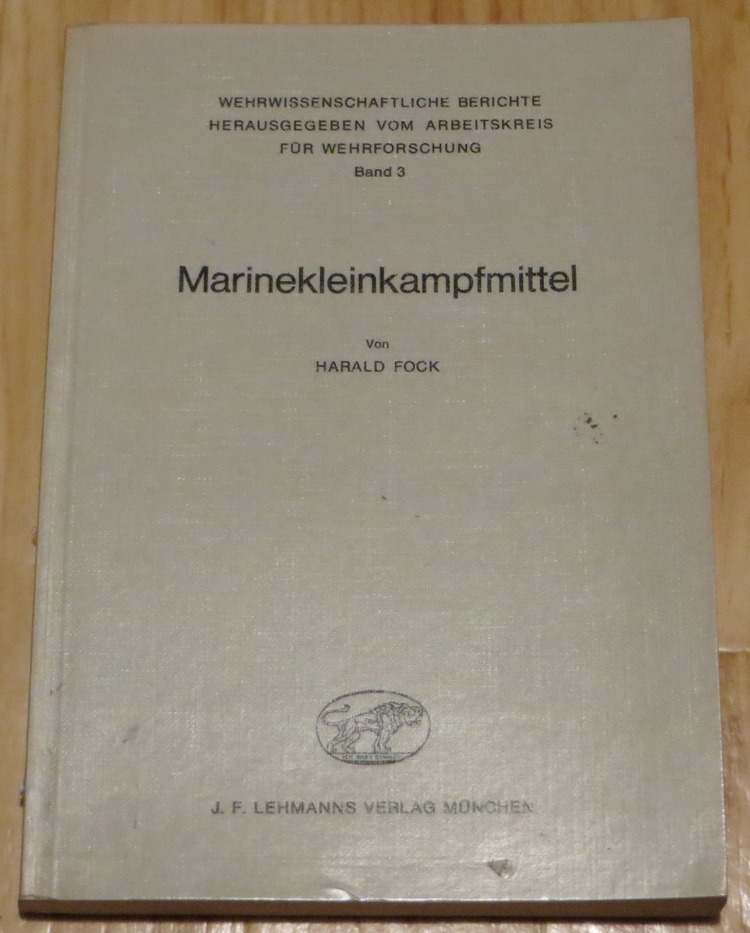 WEHRWISSENSCHAFTLICHE BERICHTE
HERAUSGEGEBEN VOM ARBEITSKREIS
FÜR WEHRFORSCHUNG
Band 3
Marinekleinkampfmittel
Von
HARALD FOCK
J. F. LEHMANNS VERLAG MÜNCHEN